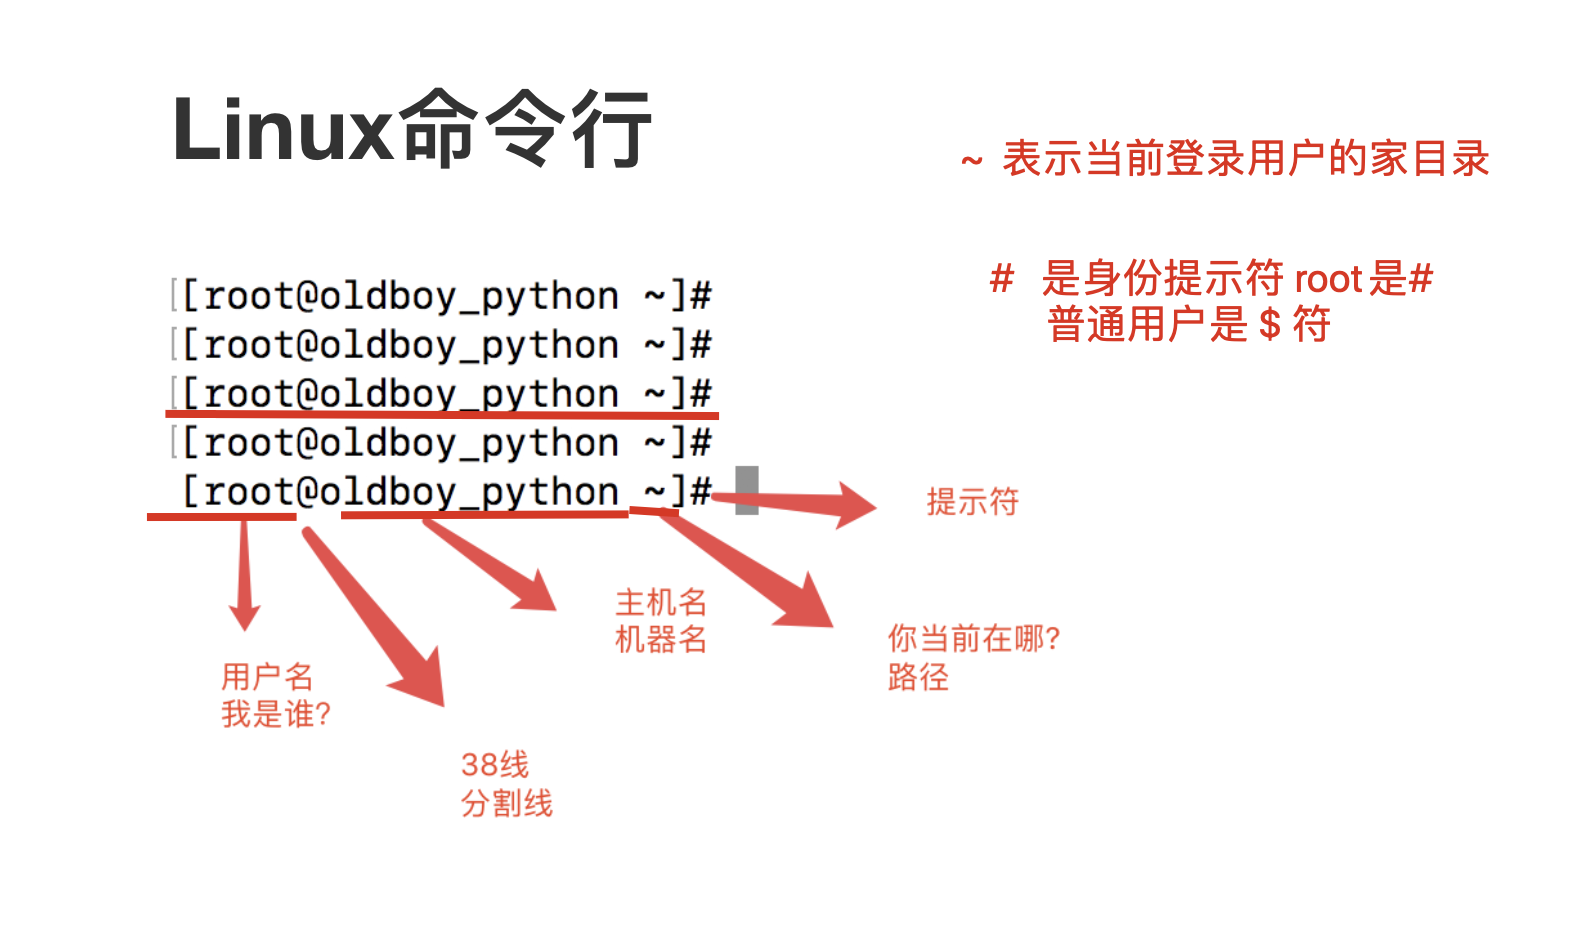 Linux命令行
~ 表示当前登录用户的家目录
# 是身份提示符 root是#
普通用户是 $ 符
[[root@oldboy_python ~]#
[[root@oldboy_python ~]#
[[root@oldboy_python ~]#
[[root@oldboy_python ~]#
[root@oldboy_python ~]#
提示符
主机名
机器名
你当前在哪?
路径
用户名
我是谁?
38线
分割线